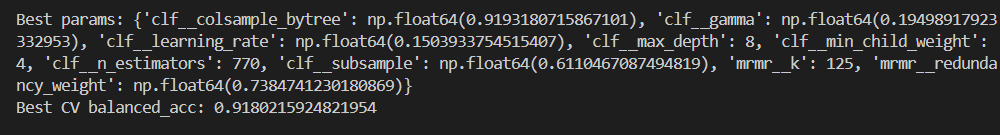 Best params: {'clf__colsample_bytree': np.float64(0.9193180715867101), 'clf__gamma': np.float64(0.19498917923
332953), 'clf__learning_rate': np.float64(0.1503933754515407), 'clf__max_depth': 8, 'clf__min_child_weight':
4, 'clf__n_estimators': 770, 'clf__subsample': np.float64(0.6110467087494819), 'mrmr__k': 125, 'mrmr__redunda
ncy_weight': np.float64(0.7384741230180869)}
Best CV balanced_acc: 0.9180215924821954